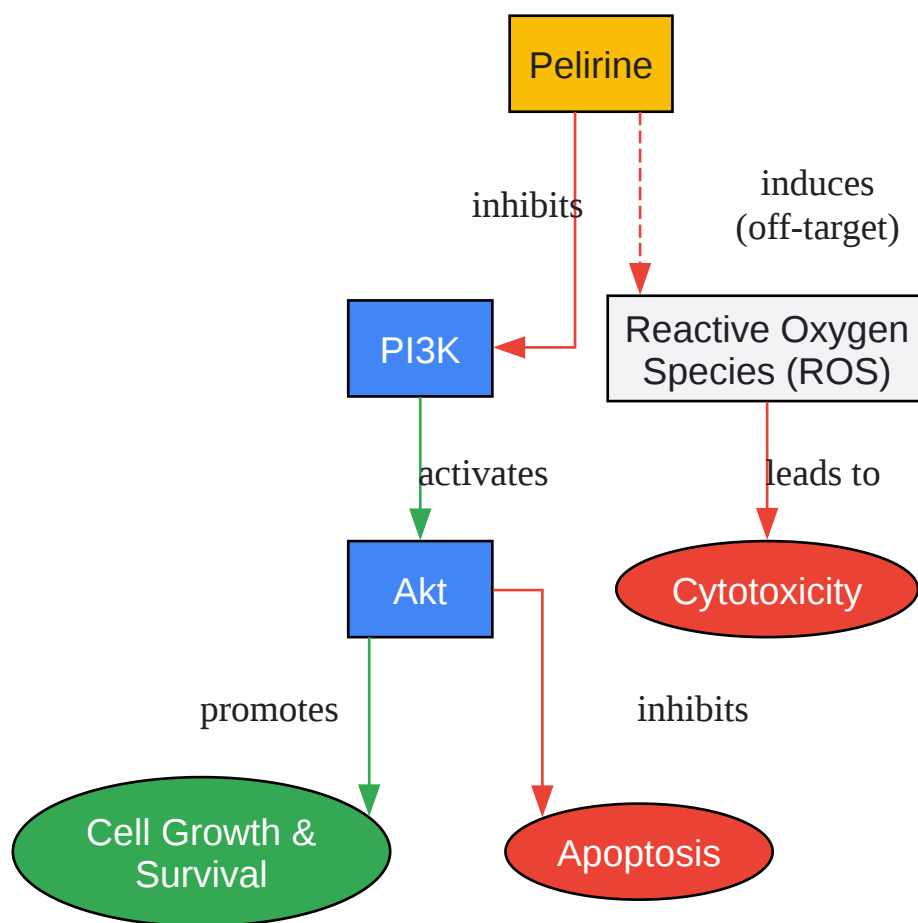 Pelirine
inhibits
induces
(off-target)
PI3K
Reactive Oxygen
Species (ROS)
activates
leads to
Akt
Cytotoxicity
promotes
inhibits
Cell Growth &
Survival
Apoptosis